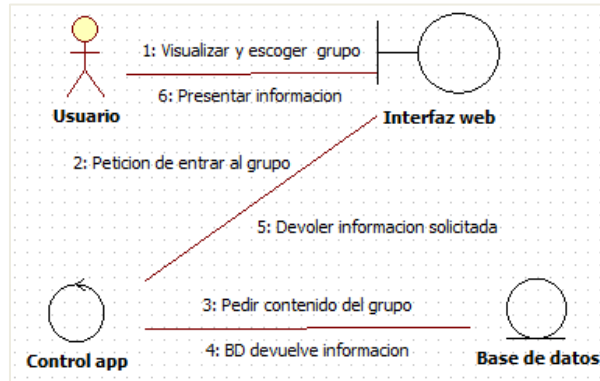 1: Visualizar y escoger grupo
6: Presentar informacion
Usuario
Interfaz web
2: Peticion de entrar al grupo
5: Devoler informacion solicitada
3: Pedir contenido del grupo
4: BD devuelve informacion
Control app
Base de datos